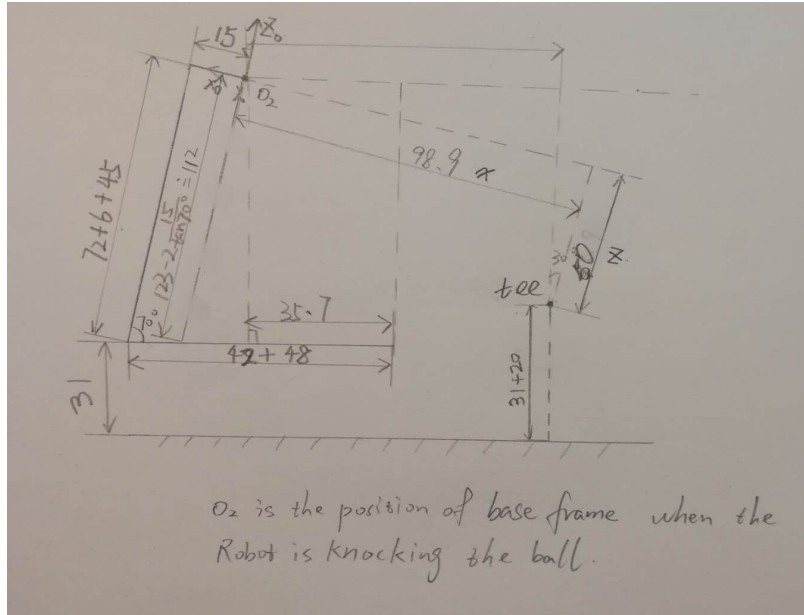 15
Z₀
X₀
O₂
72+6+45
123-2 15/tan70° = 112
98.9 x
Z
30
tee
70°
35.7
42+48
31
31+20
O₂ is the position of base frame when the
Robot is knocking the ball.